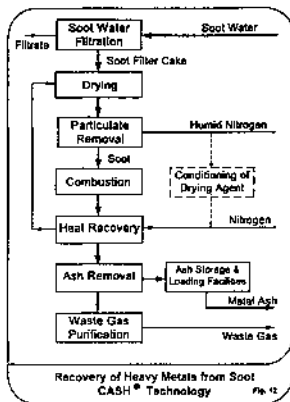 Soot Water
Filtration
Soot Water
Filtrate
Soot Filter Cake
Drying
Particulate
Removal
Humid Nitrogen
Soot
Conditioning of
Drying Agent
Combustion
Nitrogen
Heat Recovery
Ash Removal
Ash Storage &
Loading Facilities
Metal Ash
Waste Gas
Purification
Waste Gas
Recovery of Heavy Metals from Soot
CASH® Technology
Fig. 12